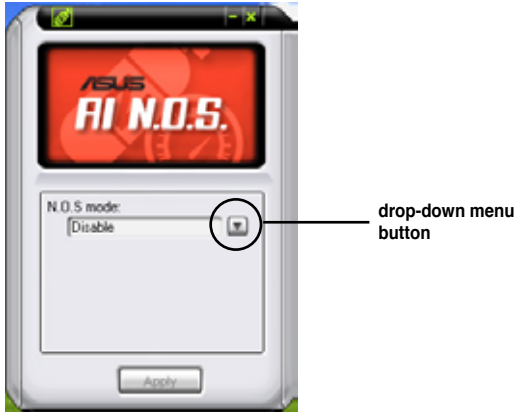 ASUS
AI N.O.S.
N.O.S mode:
Disable
drop-down menu
button
Apply